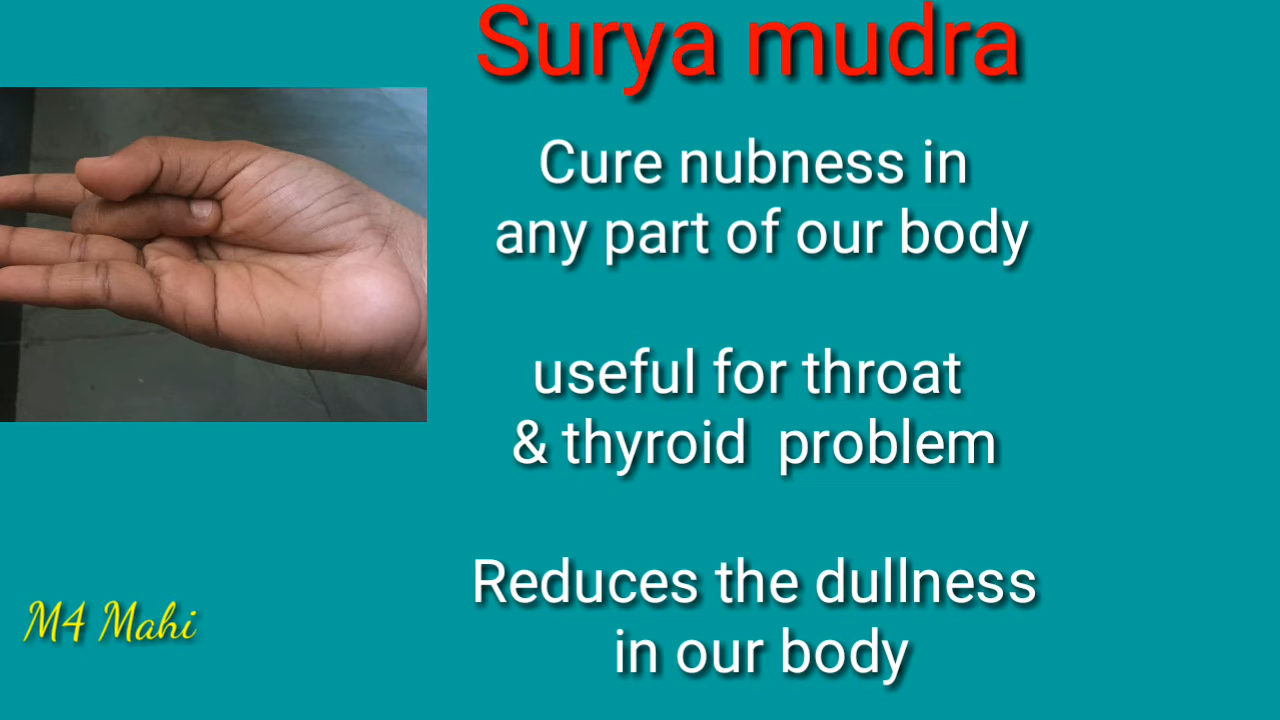 Surya mudra
Cure nubness in
any part of our body
useful for throat
& thyroid problem
Reduces the dullness
in our body
M4 Mahi